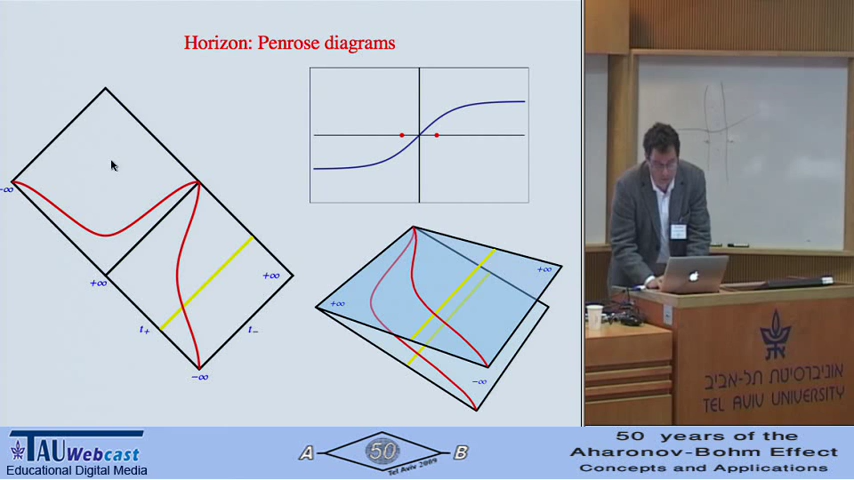 Horizon: Penrose diagrams
-∞
+∞
t+
+∞
t-
-∞
+∞
+∞
-∞
אוניברסיטת תל-אביב
TEL AVIV UNIVERSITY
TAU Webcast
Educational Digital Media
A 50 B
Tel Aviv 2009
50 years of the
Aharonov-Bohm Effect
Concepts and Applications